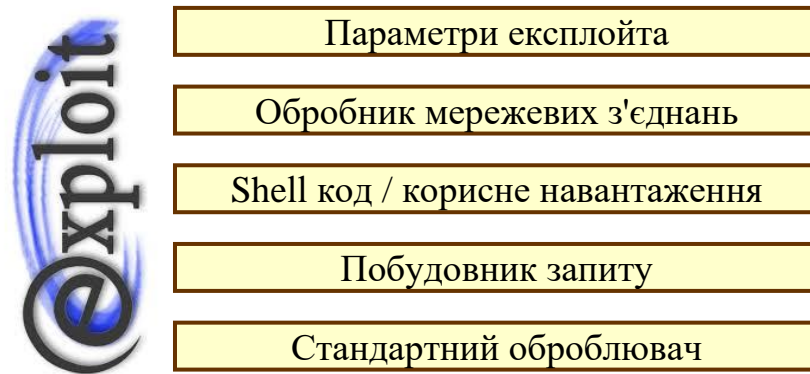 exploit
Параметри експлойта
Обробник мережевих з'єднань
Shell код / корисне навантаження
Побудовник запиту
Стандартний оброблювач